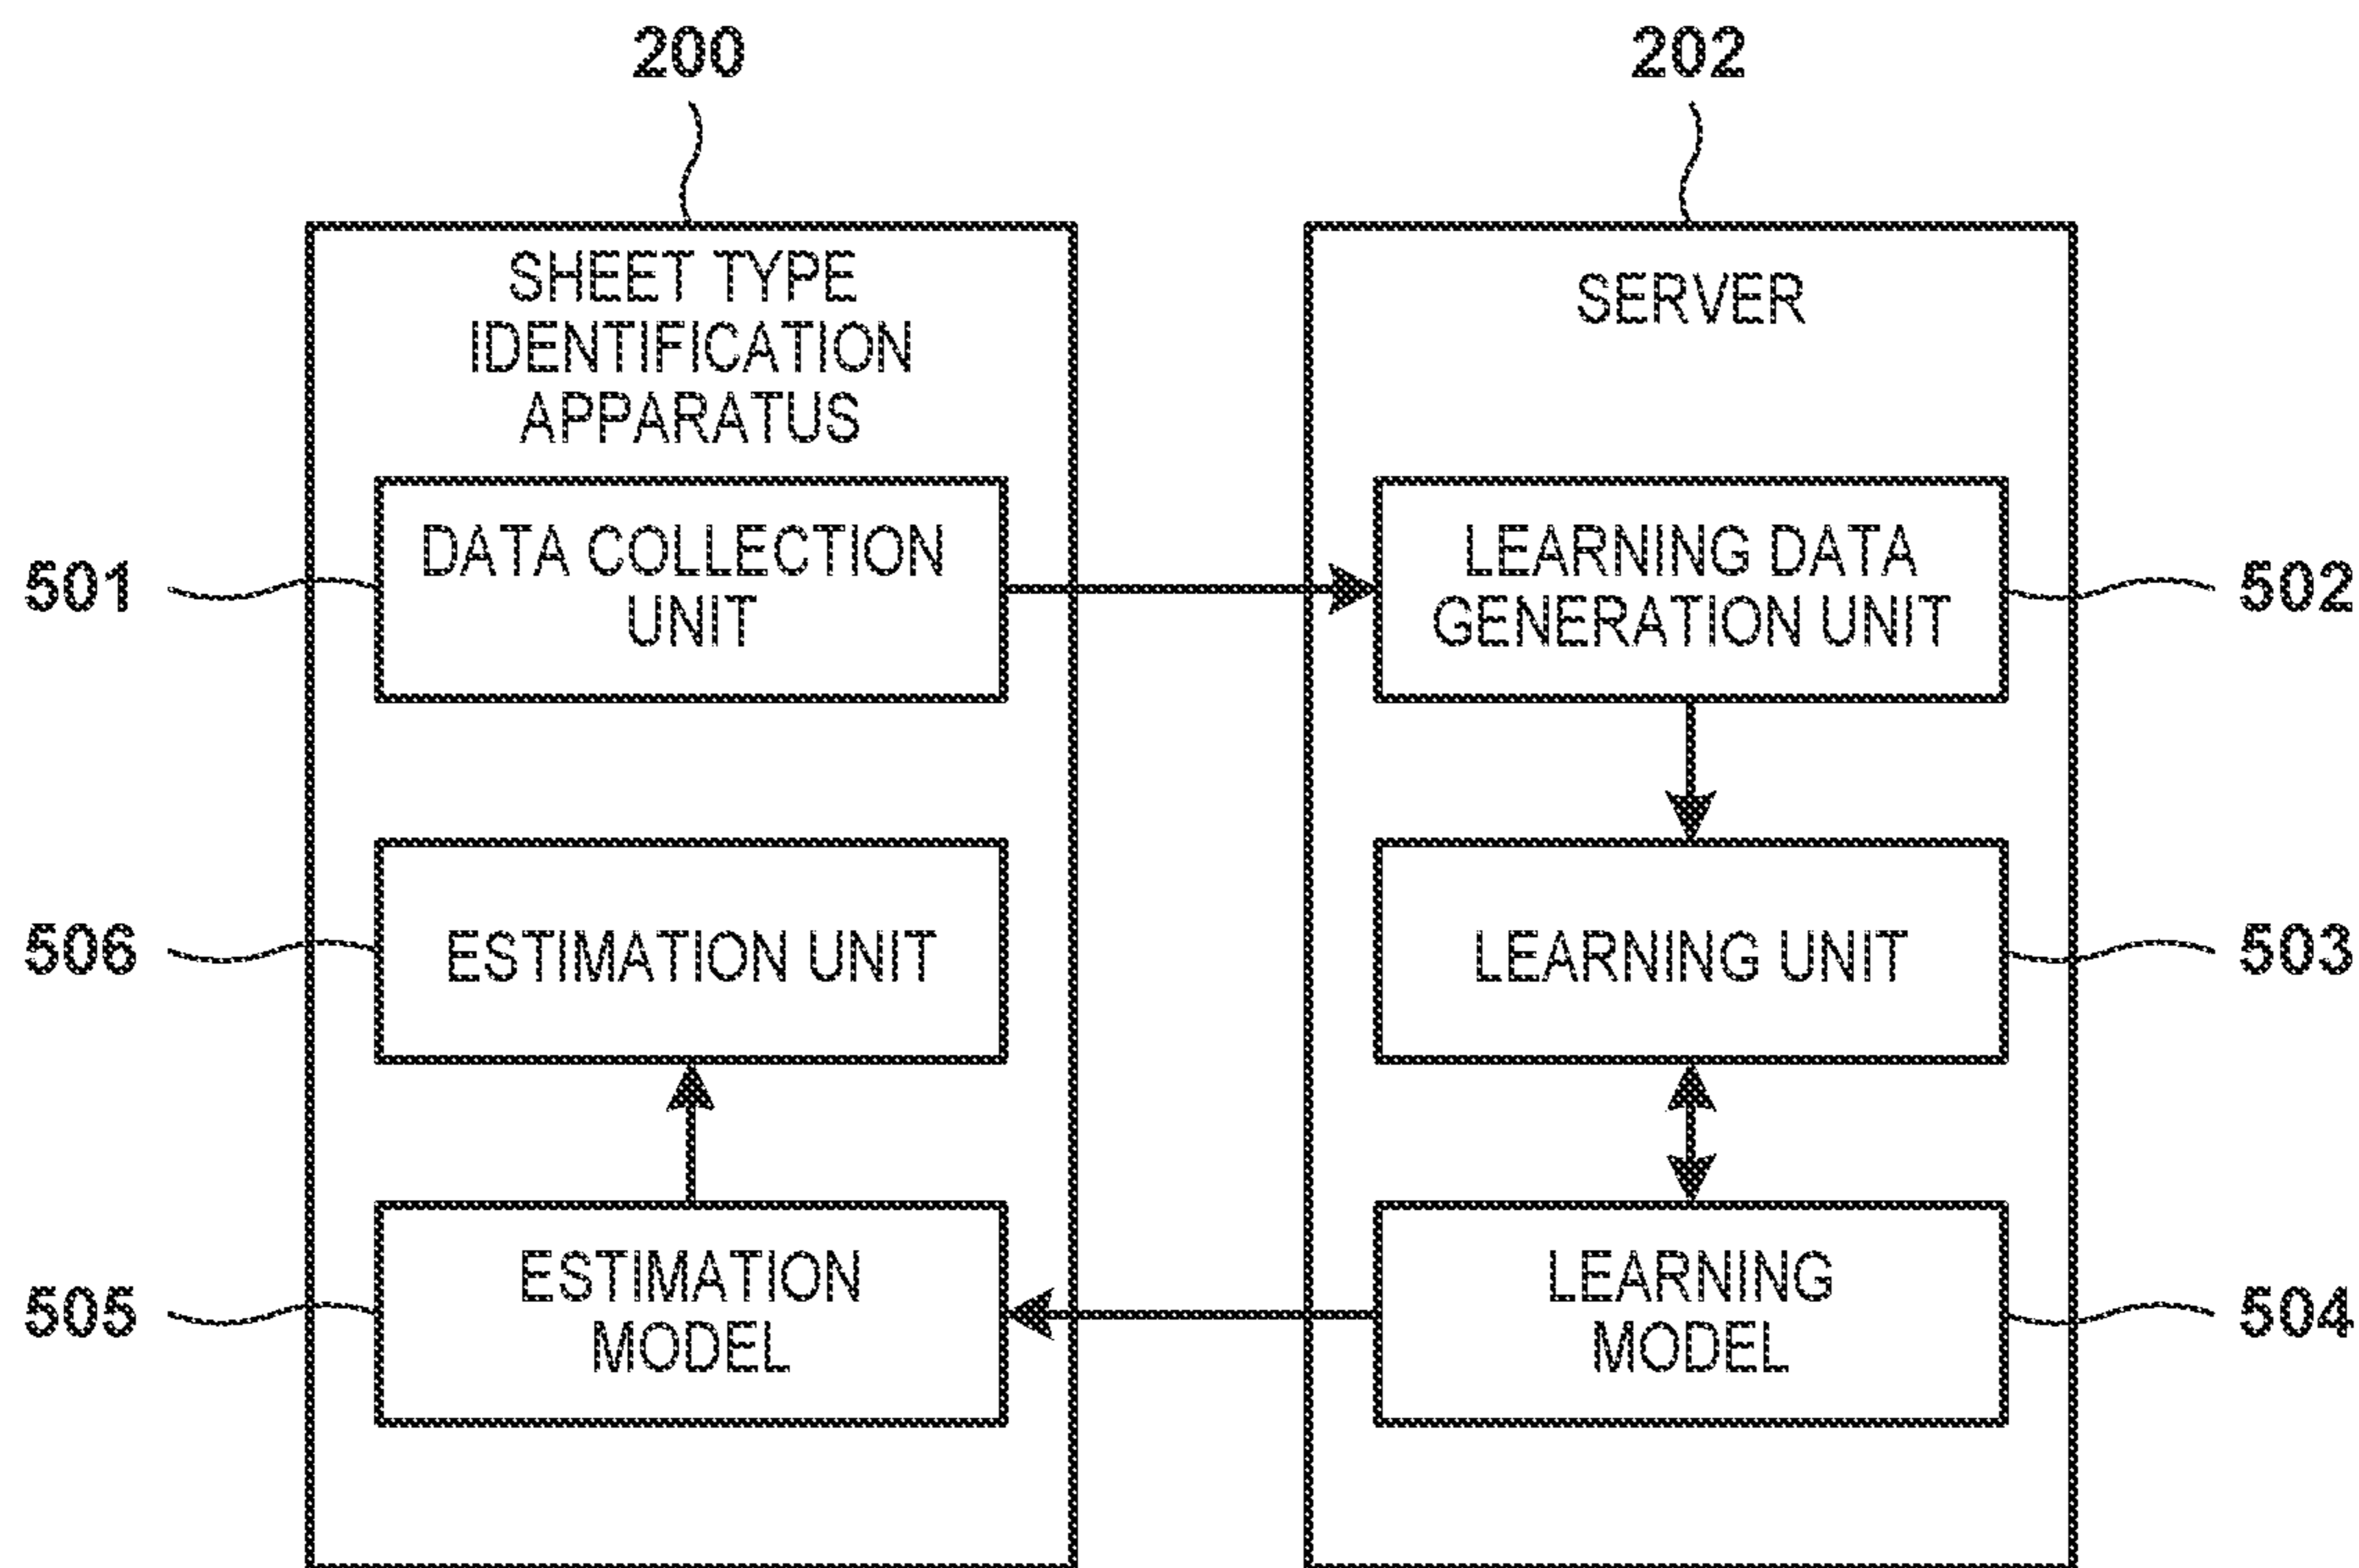 200
202
SHEET TYPE
IDENTIFICATION
APPARATUS
SERVER
501
DATA COLLECTION
UNIT
LEARNING DATA
GENERATION UNIT
502
506
ESTIMATION UNIT
LEARNING UNIT
503
505
ESTIMATION
MODEL
LEARNING
MODEL
504